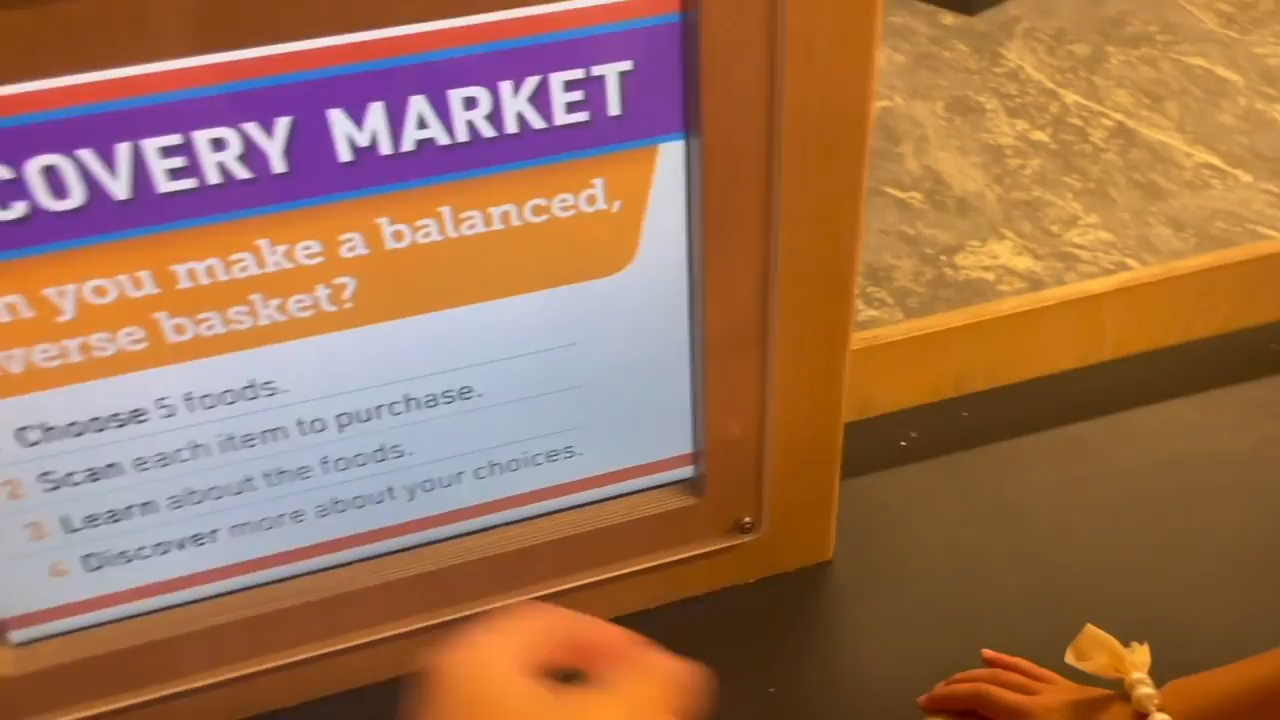 COVERY MARKET
n you make a balanced,
verse basket?
Choose 5 foods.
2 Scan each item to purchase.
3 Learn about the foods.
4 Discover more about your choices.